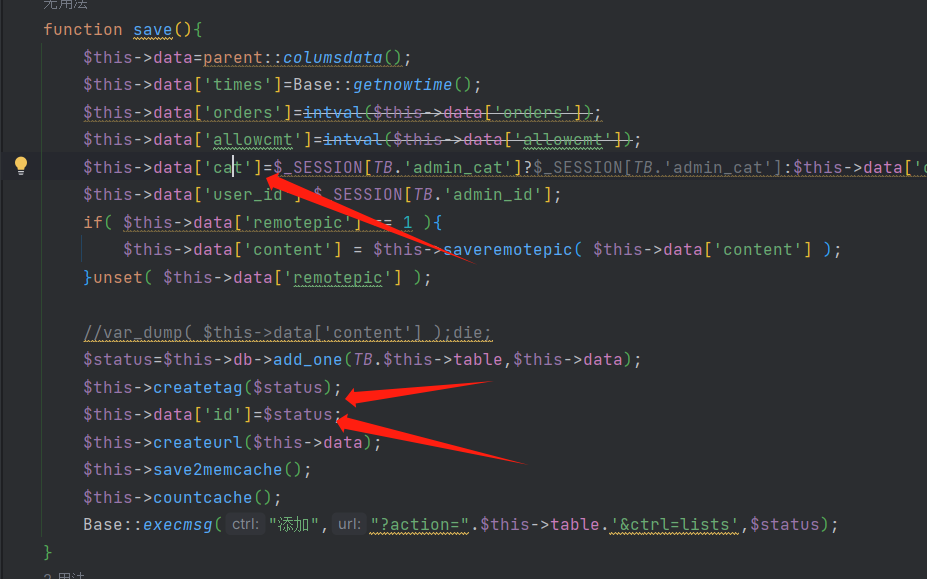 无用法
function save(){
$this->data=parent::columsdata();
$this->data['times']=Base::getnowtime();
$this->data['orders']=intval($this->data['orders']);
$this->data['allowcmt']=intval($this->data['allowcmt']);
$this->data['cat']=$_SESSION[TB.'admin_cat']?$_SESSION[TB.'admin_cat']:$this->data['c
$this->data['user_id'] $_SESSION[TB.'admin_id'];
if( $this->data['remotepic'] == 1 ){
$this->data['content'] = $this->saveremotepic( $this->data['content'] );
}unset( $this->data['remotepic'] );
//var_dump( $this->data['content'] );die;
$status=$this->db->add_one(TB.$this->table,$this->data);
$this->createtag($status);
$this->data['id']=$status;
$this->createurl($this->data);
$this->save2memcache();
$this->countcache();
Base::execmsg( ctrl: "添加", url: "?action=".$this->table.'&ctrl=lists',$status);
}
2 用法